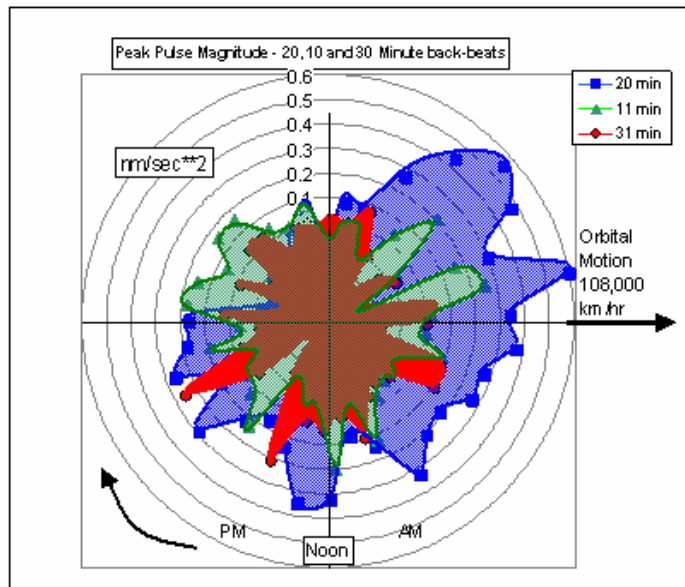 Peak Pulse Magnitude - 20, 10 and 30 Minute back-beats
0.6
0.5
0.4
0.3
0.2
0.1
nm/sec**2
20 min
11 min
31 min
Orbital
Motion
108,000
km/hr
PM
AM
Noon